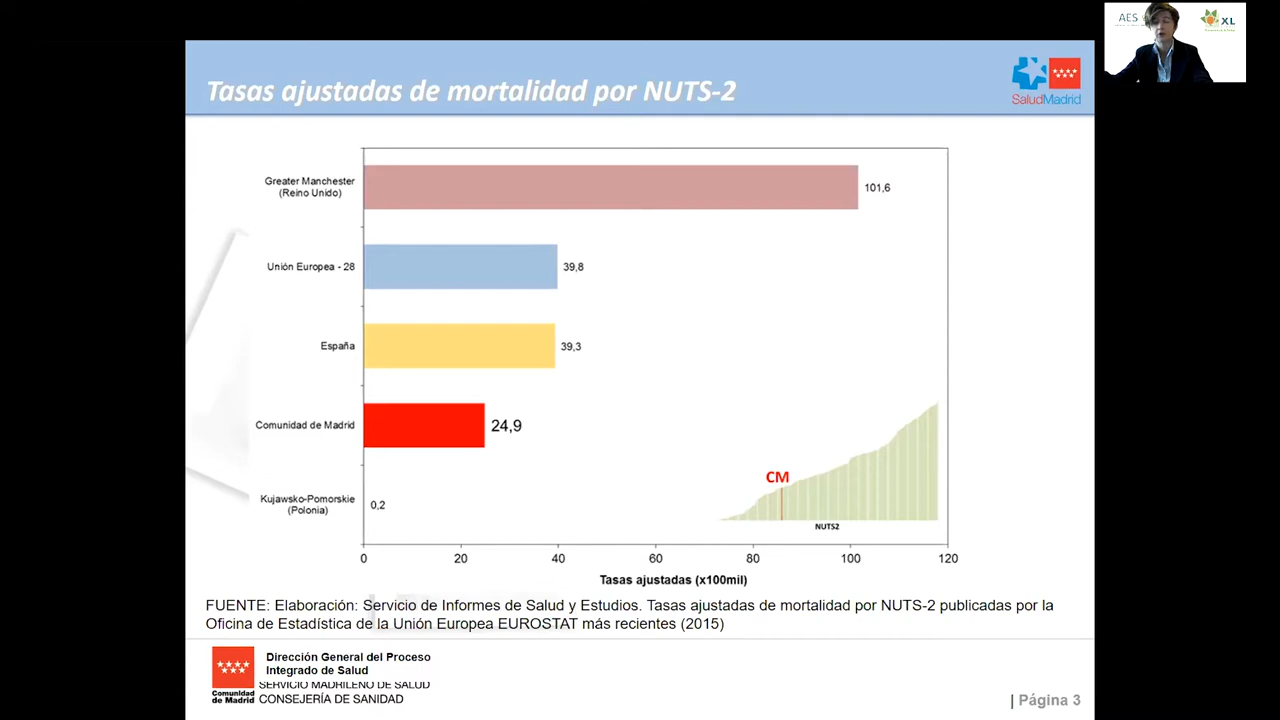 AES
XL
Tasas ajustadas de mortalidad por NUTS-2
SaludMadrid
Greater Manchester
(Reino Unido)
101,6
Unión Europea - 28
39,8
España
39,3
Comunidad de Madrid
24,9
Kujawsko-Pomorskie
(Polonia)
0,2
CM
NUTS2
0 20 40 60 80 100 120
Tasas ajustadas (x100mil)
FUENTE: Elaboración: Servicio de Informes de Salud y Estudios. Tasas ajustadas de mortalidad por NUTS-2 publicadas por la
Oficina de Estadística de la Unión Europea EUROSTAT más recientes (2015)
Dirección General del Proceso
Integrado de Salud
SERVICIO MADRILEÑO DE SALUD
CONSEJERÍA DE SANIDAD
Comunidad
de Madrid
| Página 3